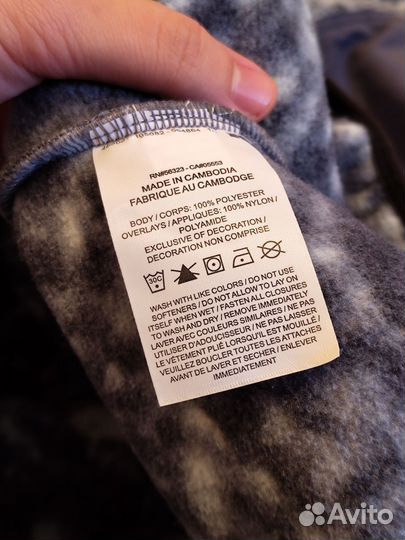 RN#56323 - CA#05553
MADE IN CAMBODIA
FABRIQUE AU CAMBODGE
BODY / CORPS: 100% POLYESTER
OVERLAYS / APPLIQUES: 100% NYLON /
POLYAMIDE
EXCLUSIVE OF DECORATION /
DECORATION NON COMPRISE
30C
WASH WITH LIKE COLORS / DO NOT USE
SOFTENERS / DO NOT ALLOW TO LAY ON
ITSELF WHEN WET / FASTEN ALL CLOSURES
TO WASH AND DRY / REMOVE IMMEDIATELY
LAVER AVEC COULEURS SIMILAIRES / NE PAS
UTILISER D'ADOUCISSEUR / NE PAS LAISSER
LE VÊTEMENT PLIÉ LORSQU'IL EST MOUILLÉ /
VEUILLEZ BOUCLER TOUTES LES ATTACHES
AVANT DE LAVER ET SECHER / ENLEVER
IMMEDIATEMENT
Avito